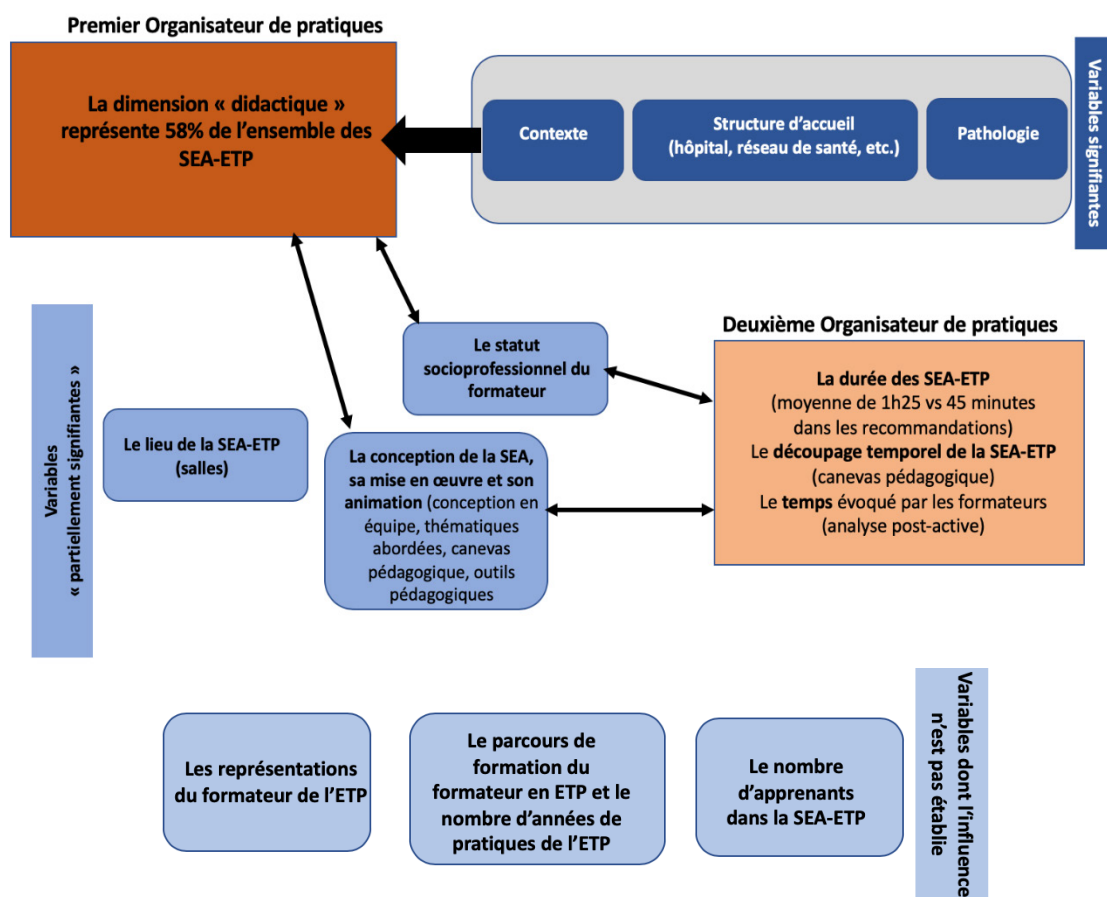 Premier Organisateur de pratiques
La dimension « didactique »
représente 58% de l'ensemble des
SEA-ETP
Contexte
Structure d'accueil
(hôpital, réseau de santé, etc.)
Pathologie
Variables signifiantes
Variables
« partiellement signifiantes »
Le lieu de la SEA-ETP
(salles)
Le statut
socioprofessionnel du
formateur
La conception de la SEA,
sa mise en œuvre et son
animation (conception en
équipe, thématiques
abordées, canevas
pédagogique, outils
pédagogiques
Deuxième Organisateur de pratiques
La durée des SEA-ETP
(moyenne de 1h25 vs 45 minutes
dans les recommandations)
Le découpage temporel de la SEA-ETP
(canevas pédagogique)
Le temps évoqué par les formateurs
(analyse post-active)
Les représentations
du formateur de l'ETP
Le parcours de
formation du
formateur en ETP et le
nombre d'années de
pratiques de l'ETP
Le nombre
d'apprenants
dans la SEA-ETP
Variables dont l'influence
n'est pas établie